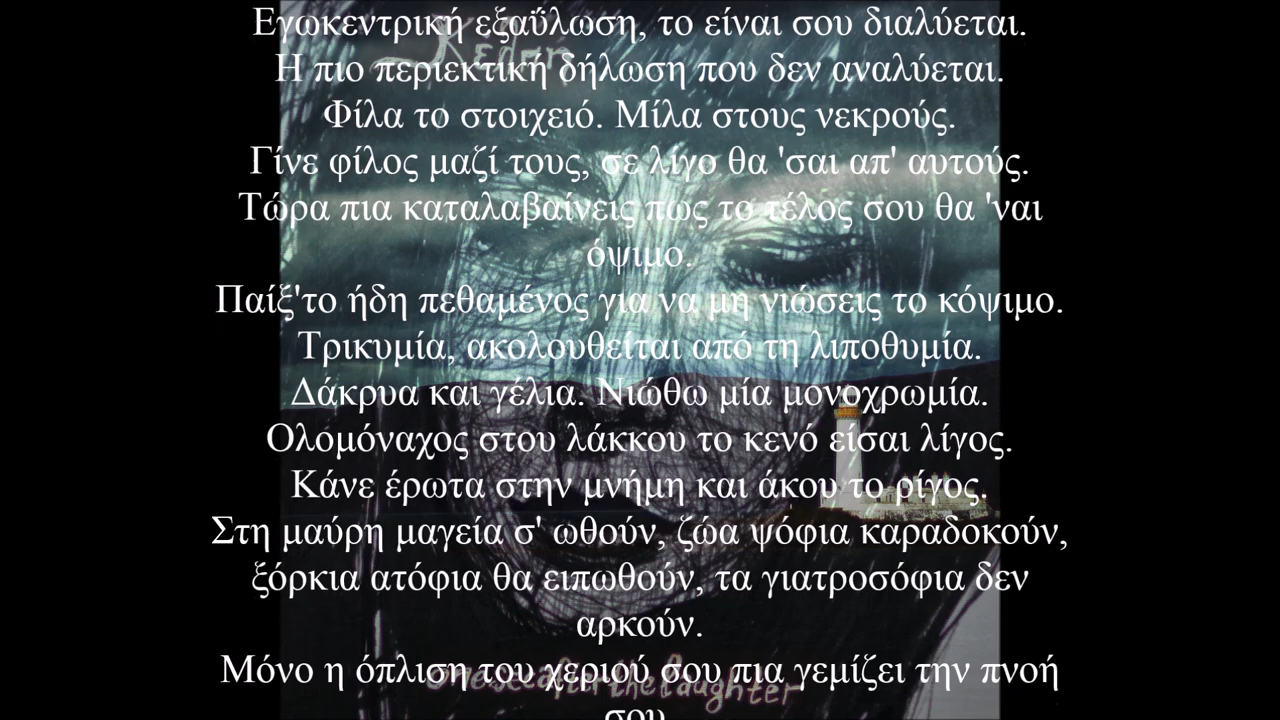 Εγωκεντρική εξαΰλωση, το είναι σου διαλύεται.
Η πιο περιεκτική δήλωση που δεν αναλύεται.
Φίλα το στοιχειό. Μίλα στους νεκρούς.
Γίνε φίλος μαζί τους, σε λίγο θα 'σαι απ' αυτούς.
Τώρα πια καταλαβαίνεις πως το τέλος σου θα 'ναι
όψιμο.
Παίξ'το ήδη πεθαμένος για να μη νιώσεις το κόψιμο.
Τρικυμία, ακολουθείται από τη λιποθυμία.
Δάκρυα και γέλια. Νιώθω μία μονοχρωμία.
Ολομόναχος στου λάκκου το κενό είσαι λίγος.
Κάνε έρωτα στην μνήμη και άκου το ρίγος.
Στη μαύρη μαγεία σ' ωθούν, ζώα ψόφια καραδοκούν,
ξόρκια ατόφια θα ειπωθούν, τα γιατροσόφια δεν
αρκούν.
Μόνο η όπλιση του χεριού σου πια γεμίζει την πνοή
σου
the laughter